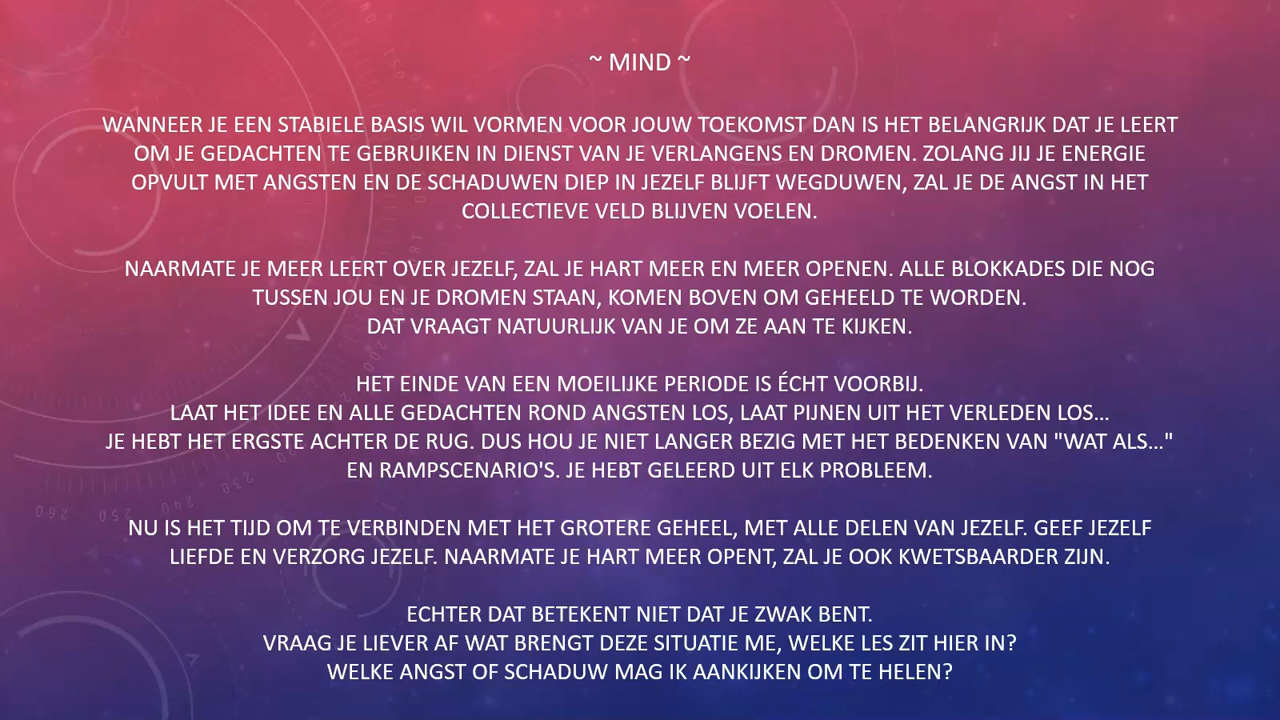 ~ MIND ~
WANNEER JE EEN STABIELE BASIS WIL VORMEN VOOR JOUW TOEKOMST DAN IS HET BELANGRIJK DAT JE LEERT
OM JE GEDACHTEN TE GEBRUIKEN IN DIENST VAN JE VERLANGENS EN DROMEN. ZOLANG JIJ JE ENERGIE
OPVULT MET ANGSTEN EN DE SCHADUWEN DIEP IN JEZELF BLIJFT WEGDUWEN, ZAL JE DE ANGST IN HET
COLLECTIEVE VELD BLIJVEN VOELEN.
NAARMATE JE MEER LEERT OVER JEZELF, ZAL JE HART MEER EN MEER OPENEN. ALLE BLOKKADES DIE NOG
TUSSEN JOU EN JE DROMEN STAAN, KOMEN BOVEN OM GEHEELD TE WORDEN.
DAT VRAAGT NATUURLIJK VAN JE OM ZE AAN TE KIJKEN.
HET EINDE VAN EEN MOEILIJKE PERIODE IS ÉCHT VOORBIJ.
LAAT HET IDEE EN ALLE GEDACHTEN ROND ANGSTEN LOS, LAAT PIJNEN UIT HET VERLEDEN LOS...
JE HEBT HET ERGSTE ACHTER DE RUG. DUS HOU JE NIET LANGER BEZIG MET HET BEDENKEN VAN "WAT ALS..."
EN RAMPSCENARIO'S. JE HEBT GELEERD UIT ELK PROBLEEM.
NU IS HET TIJD OM TE VERBINDEN MET HET GROTERE GEHEEL, MET ALLE DELEN VAN JEZELF. GEEF JEZELF
LIEFDE EN VERZORG JEZELF. NAARMATE JE HART MEER OPENT, ZAL JE OOK KWETSBAARDER ZIJN.
ECHTER DAT BETEKENT NIET DAT JE ZWAK BENT.
VRAAG JE LIEVER AF WAT BRENGT DEZE SITUATIE ME, WELKE LES ZIT HIER IN?
WELKE ANGST OF SCHADUW MAG IK AANKIJKEN OM TE HELEN?
150
200
230
240
250
260